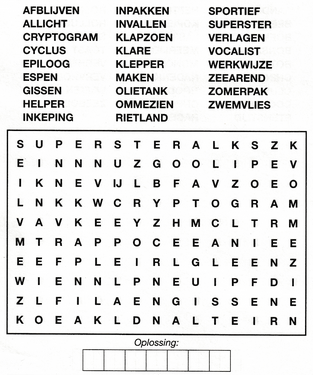 AFBLIJVEN INPAKKEN SPORTIEF
ALLICHT INVALLEN SUPERSTER
CRYPTOGRAM KLAPZOEN VERLAGEN
CYCLUS KLARE VOCALIST
EPILOOG KLEPPER WERKWIJZE
ESPEN MAKEN ZEEAREND
GISSEN OLIETANK ZOMERPAK
HELPER OMMEZIEN ZWEMVLIES
INKEPING RIETLAND
S U P E R S T E R A L K S Z K
E I N N N U Z G O O L I P E V
I K N E V IJ L B F A V Z O E O
L N K K W C R Y P T O G R A M
V A V K E E Y Z H M C L T R M
M T R A P P O C E E A N I E E
E E F P L E I R L G L E E N Z
W I E N N L P N E U I P F D I
Z L F I L A E N G I S S E N E
K O E A K L D N A L T E I R N
Oplossing: